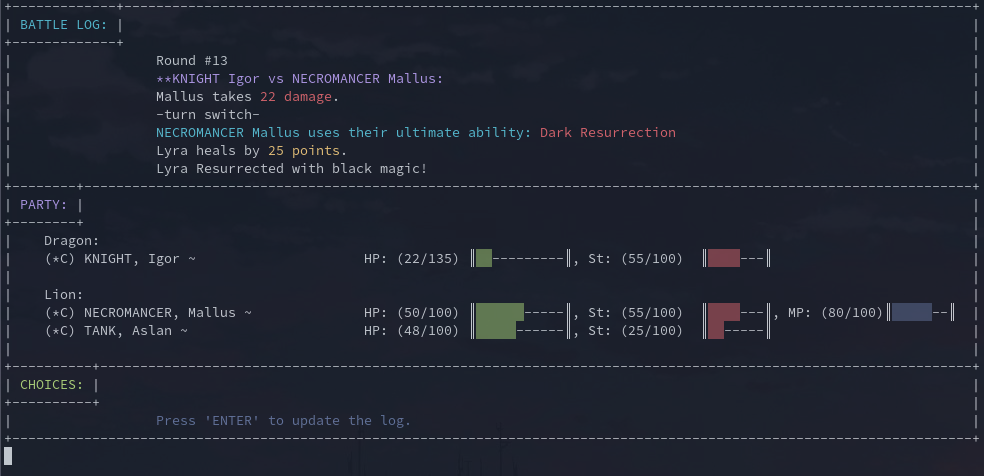 BATTLE LOG:
Round #13
**KNIGHT Igor vs NECROMANCER Mallus:
Mallus takes 22 damage.
-turn switch-
NECROMANCER Mallus uses their ultimate ability: Dark Resurrection
Lyra heals by 25 points.
Lyra Resurrected with black magic!
PARTY:
Dragon:
(*C) KNIGHT, Igor ~ HP: (22/135) ║██---------║, St: (55/100) ║████---║
Lion:
(*C) NECROMANCER, Mallus ~ HP: (50/100) ║██████-----║, St: (55/100) ║████---║, MP: (80/100)║█████--║
(*C) TANK, Aslan ~ HP: (48/100) ║█████------║, St: (25/100) ║██-----║
CHOICES:
Press 'ENTER' to update the log.